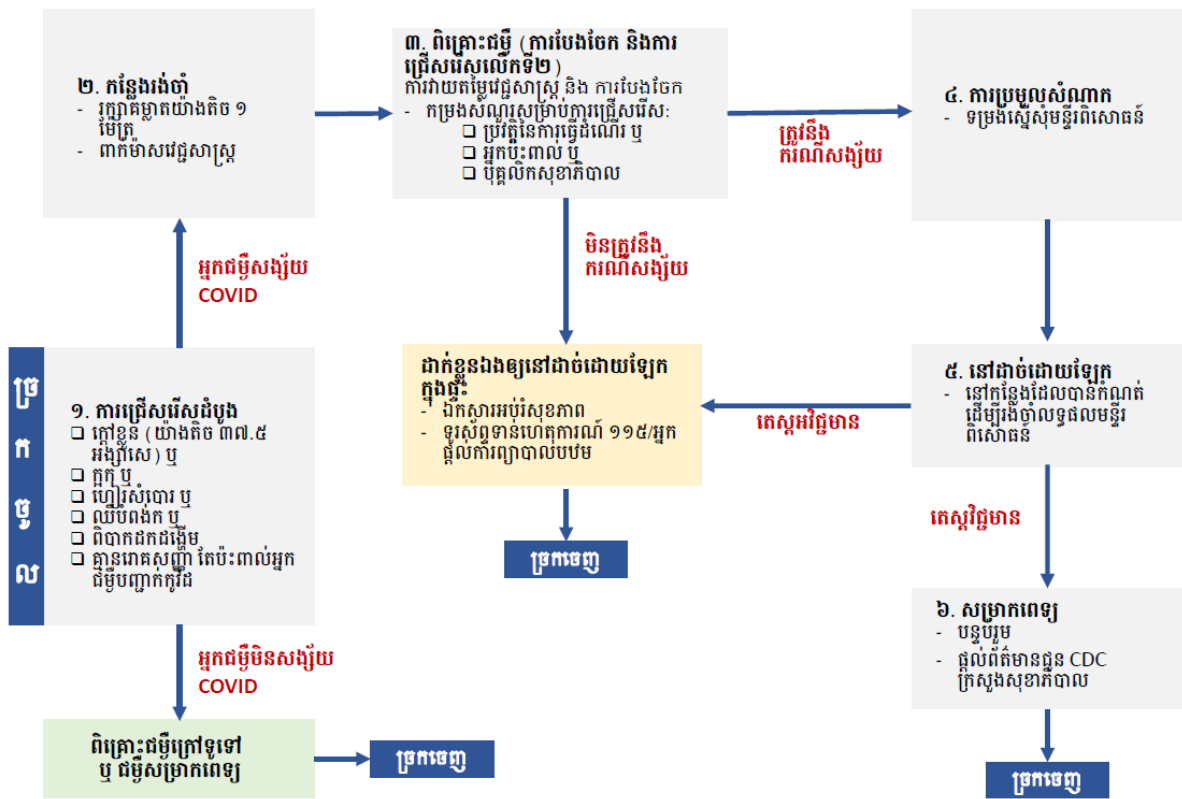 ច្រកចូល
១. ការជ្រើសរើសដំបូង
❑ ក្តៅខ្លួន (យ៉ាងតិច ៣៧.៥
អង្សាសេ) ឬ
❑ ក្អក ឬ
❑ ហៀរសំបោរ ឬ
❑ ឈឺបំពង់ក ឬ
❑ ពិបាកដកដង្ហើម
❑ គ្មានរោគសញ្ញា តែប៉ះពាល់អ្នក
ជម្ងឺបញ្ជាក់កូវីដ
អ្នកជម្ងឺសង្ស័យ
COVID
២. កន្លែងរង់ចាំ
- រក្សាគម្លាតយ៉ាងតិច ១
ម៉ែត្រ
- ពាក់ម៉ាសវេជ្ជសាស្ត្រ
៣. ពិគ្រោះជម្ងឺ (ការបែងចែក និងការ
ជ្រើសរើសលើកទី២)
ការវាយតម្លៃវេជ្ជសាស្ត្រ និង ការបែងចែក
- កម្រងសំណួរសម្រាប់ការជ្រើសរើសៈ
❑ ប្រវត្តិនៃការធ្វើដំណើរ ឬ
❑ អ្នកប៉ះពាល់ ឬ
❑ បុគ្គលិកសុខាភិបាល
ត្រូវនឹង
ករណីសង្ស័យ
៤. ការប្រមូលសំណាក
- ទម្រង់ស្នើសុំមន្ទីរពិសោធន៍
មិនត្រូវនឹង
ករណីសង្ស័យ
ដាក់ខ្លួនឯងឲ្យនៅដាច់ដោយឡែក
ក្នុងផ្ទះ
- ឯកសារអប់រំសុខភាព
- ទូរស័ព្ទទាន់ហេតុការណ៍ ១១៥/អ្នក
ផ្តល់ការព្យាបាលបឋម
ច្រកចេញ
តេស្តអវិជ្ជមាន
៥. នៅដាច់ដោយឡែក
- នៅកន្លែងដែលបានកំណត់
ដើម្បីរង់ចាំលទ្ធផលមន្ទីរ
ពិសោធន៍
តេស្តវិជ្ជមាន
៦. សម្រាកពេទ្យ
- បន្ទប់រួម
- ផ្តល់ព័ត៌មានជូន CDC
ក្រសួងសុខាភិបាល
ច្រកចេញ
អ្នកជម្ងឺមិនសង្ស័យ
COVID
ពិគ្រោះជម្ងឺក្រៅទូទៅ
ឬ ជម្ងឺសម្រាកពេទ្យ
ច្រកចេញ